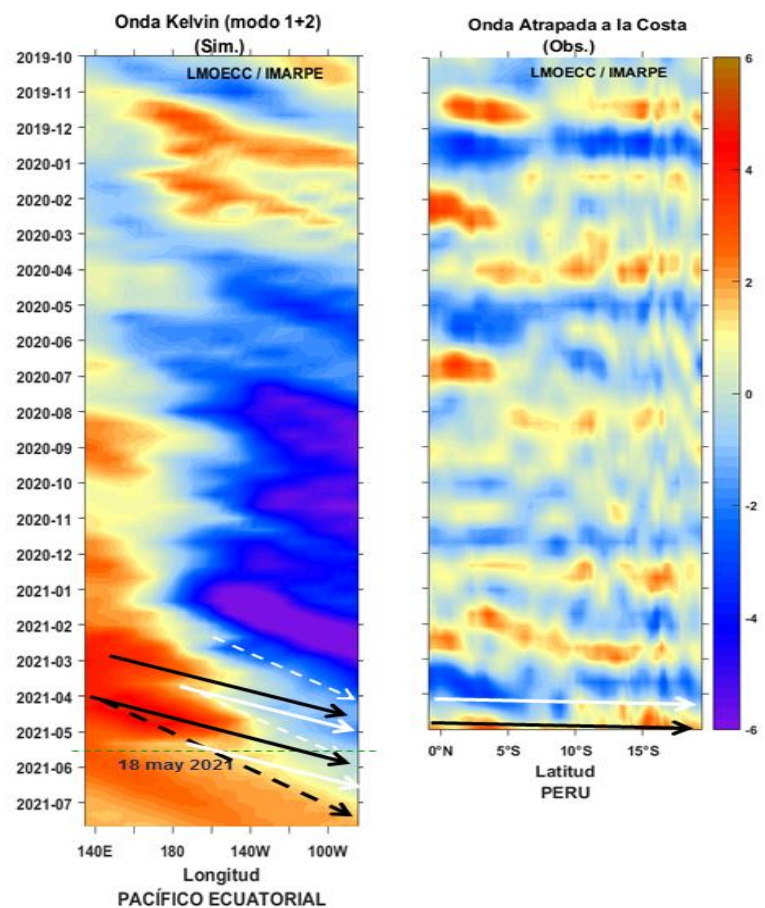 Onda Kelvin (modo 1+2)
(Sim.)
LMOECC / IMARPE
2019-10
2019-11
2019-12
2020-01
2020-02
2020-03
2020-04
2020-05
2020-06
2020-07
2020-08
2020-09
2020-10
2020-11
2020-12
2021-01
2021-02
2021-03
2021-04
2021-05
2021-06
2021-07
18 may 2021
140E 180 140W 100W
Longitud
PACÍFICO ECUATORIAL
Onda Atrapada a la Costa
(Obs.)
LMOECC / IMARPE
0°N 5°S 10°S 15°S
Latitud
PERU
6
4
2
0
-2
-4
-6